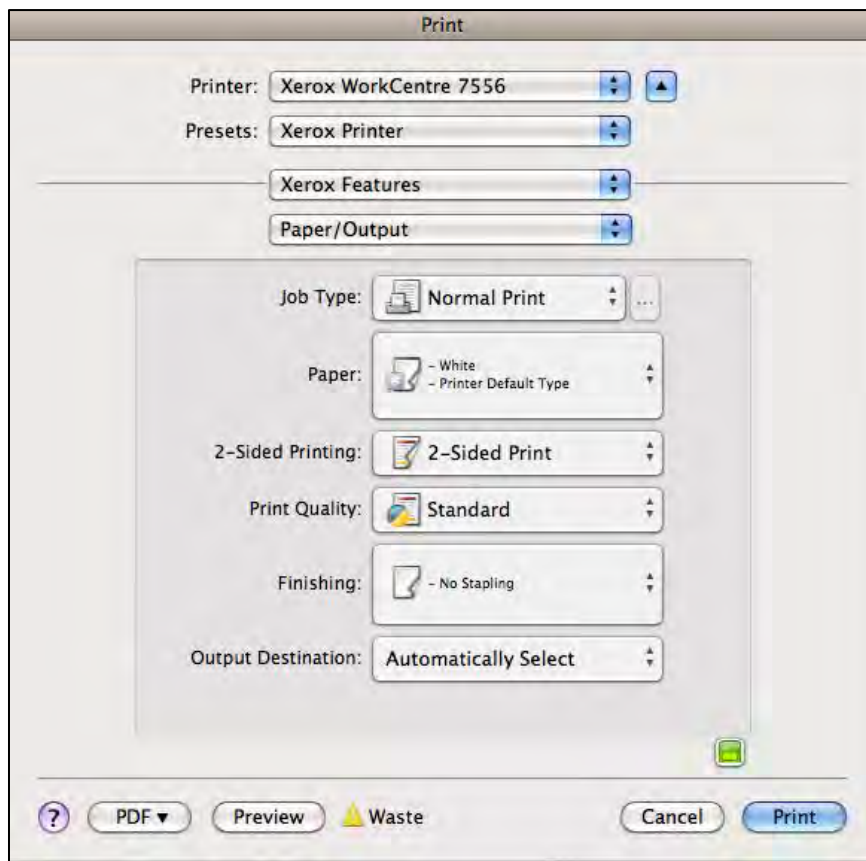 Print
Printer: Xerox WorkCentre 7556
Presets: Xerox Printer
Xerox Features
Paper/Output
Job Type: Normal Print ...
Paper: - White
- Printer Default Type
2-Sided Printing: 2-Sided Print
Print Quality: Standard
Finishing: - No Stapling
Output Destination: Automatically Select
? PDF▼ Preview Waste Cancel Print